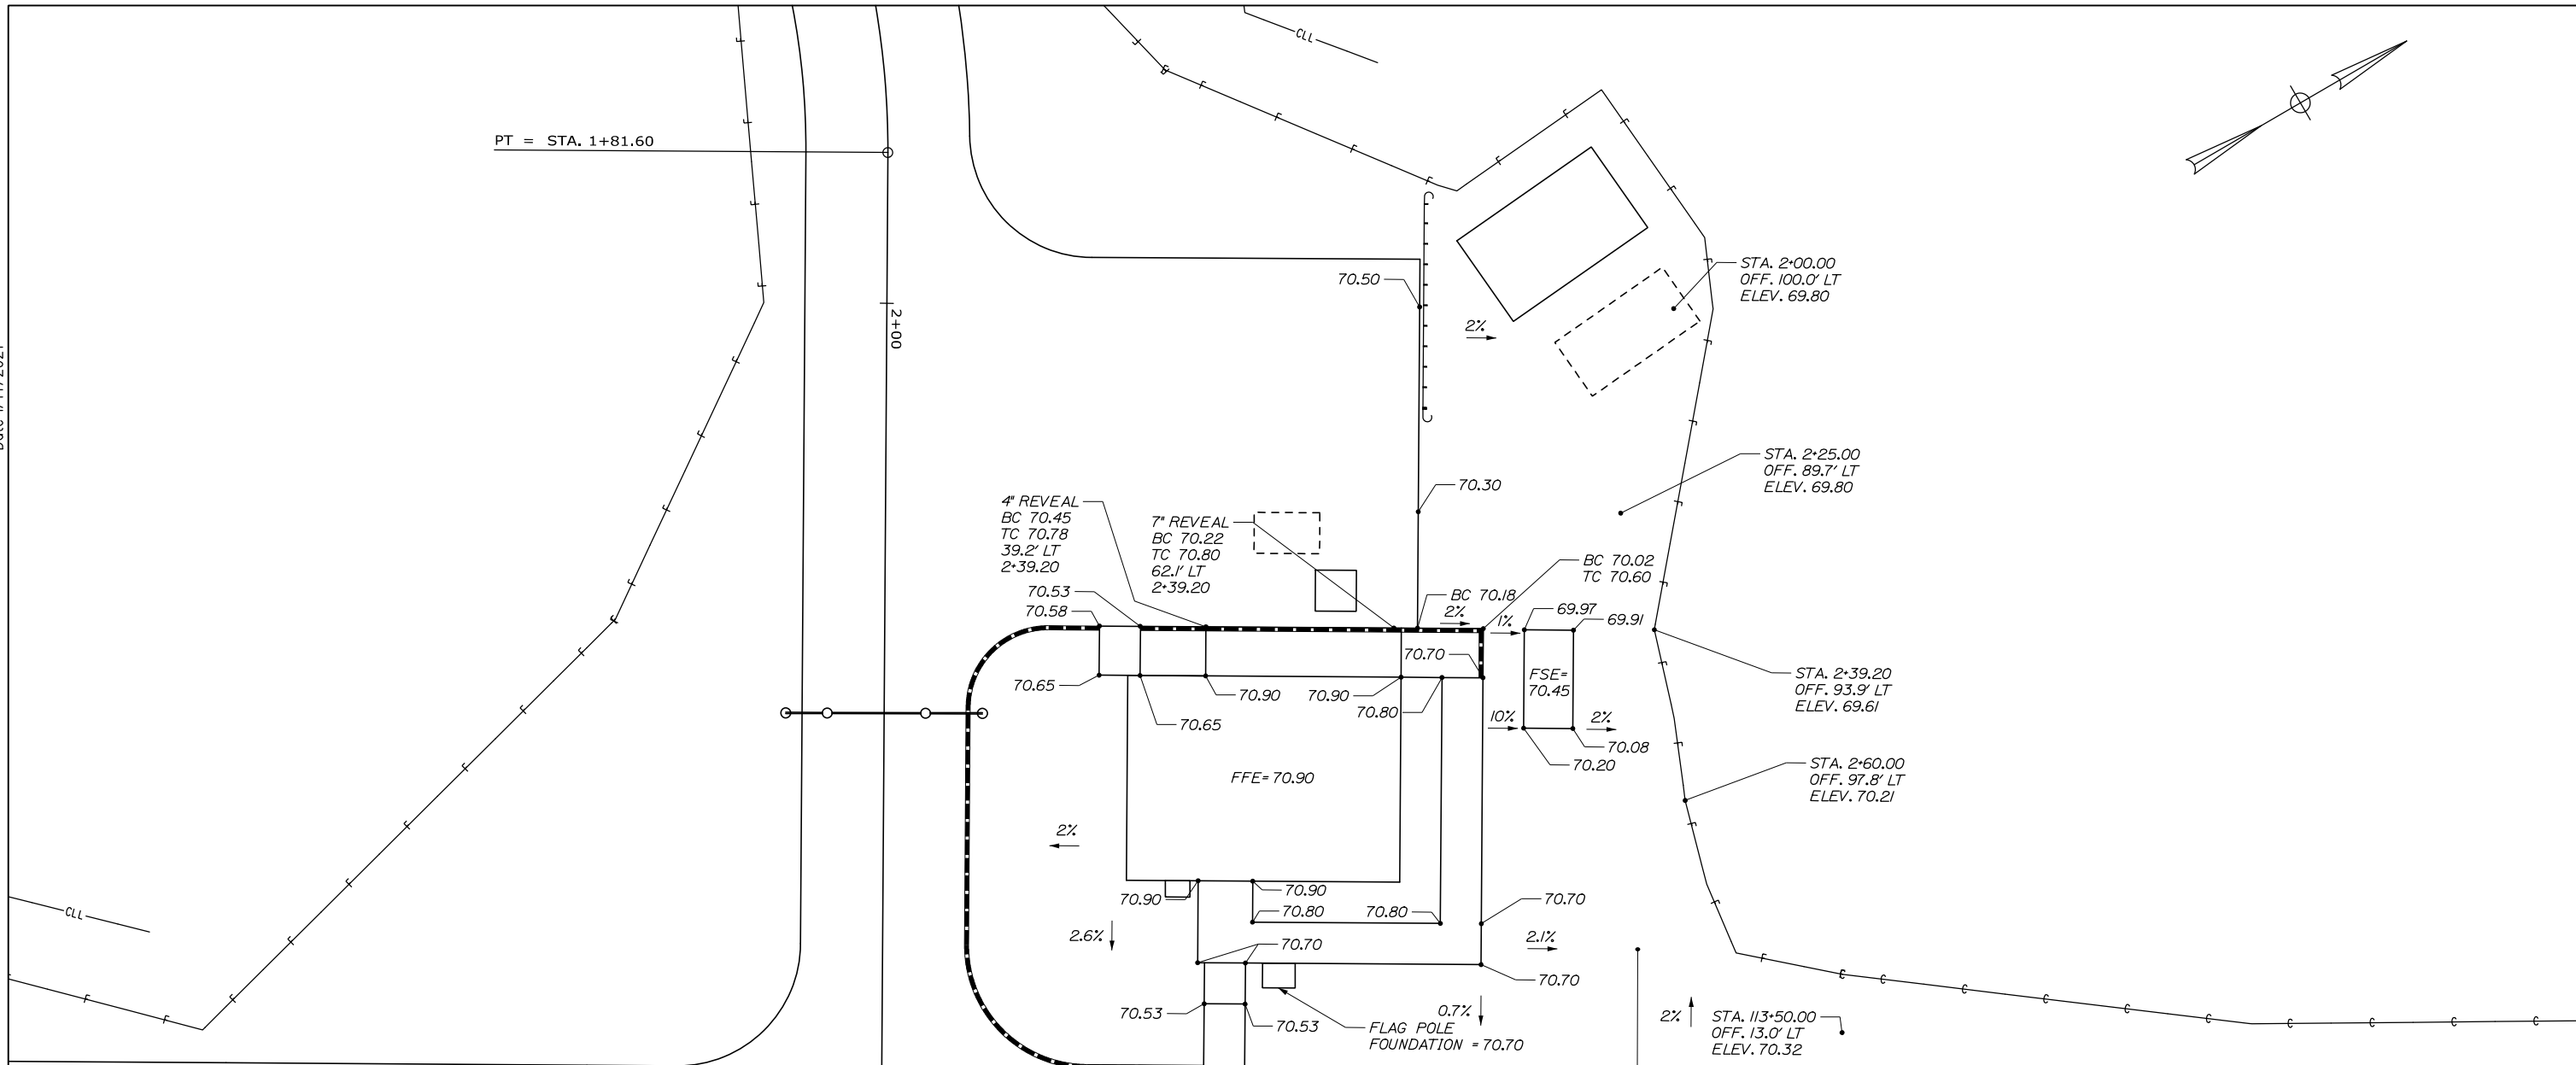 CLL
PT = STA. 1+81.60
2+00
70.50
2%
STA. 2+00.00
OFF. 100.0' LT
ELEV. 69.80
STA. 2+25.00
OFF. 89.7' LT
ELEV. 69.80
70.30
4" REVEAL
BC 70.45
TC 70.78
39.2' LT
2+39.20
7" REVEAL
BC 70.22
TC 70.80
62.1' LT
2+39.20
BC 70.02
TC 70.60
70.53
70.58
BC 70.18
2%
1%
69.97
69.91
70.70
70.65
70.90
70.90
70.80
70.65
FSE=
70.45
STA. 2+39.20
OFF. 93.9' LT
ELEV. 69.61
10%
2%
70.08
70.20
FFE= 70.90
STA. 2+60.00
OFF. 97.8' LT
ELEV. 70.21
2%
70.90
70.90
70.80
70.80
70.70
CLL
2.6%
70.70
2.1%
70.70
70.53
70.53
FLAG POLE
FOUNDATION = 70.70
0.7%
2%
STA. 113+50.00
OFF. 13.0' LT
ELEV. 70.32